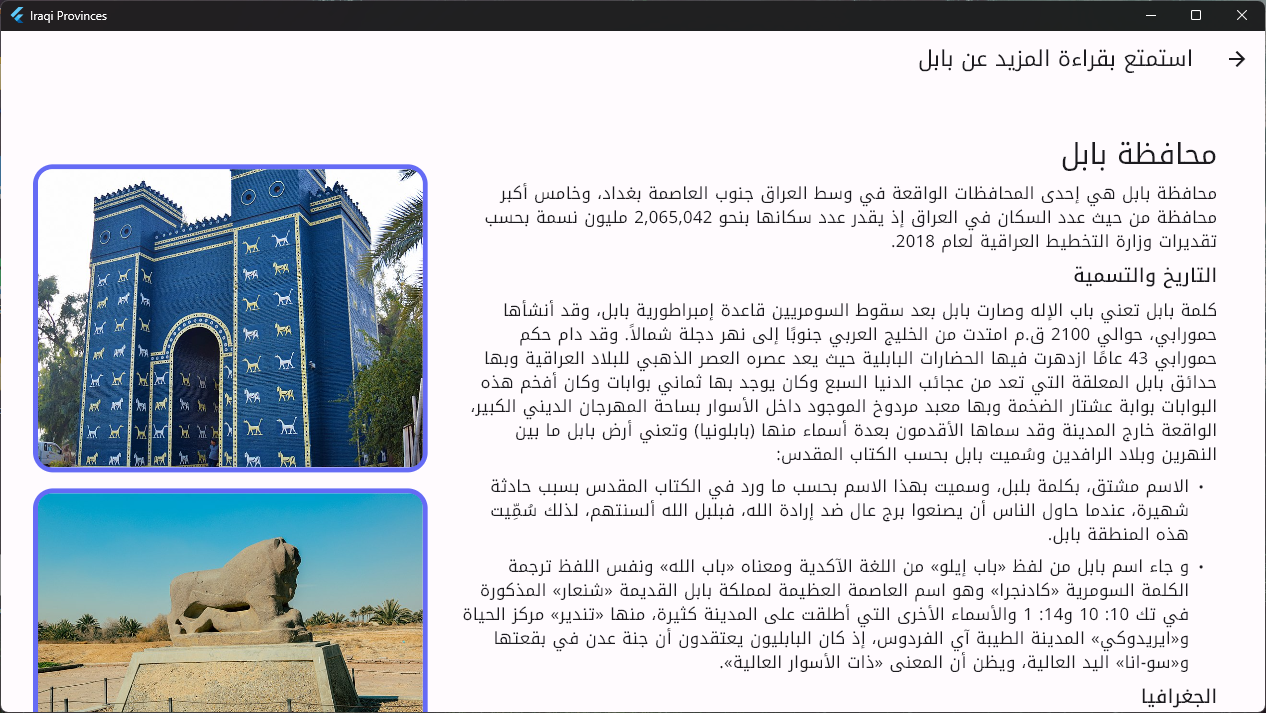 Iraqi Provinces
استمتع بقراءة المزيد عن بابل
محافظة بابل
محافظة بابل هي إحدى المحافظات الواقعة في وسط العراق جنوب العاصمة بغداد، وخامس أكبر
محافظة من حيث عدد السكان في العراق إذ يقدر عدد سكانها بنحو 2,065,042 مليون نسمة بحسب
تقديرات وزارة التخطيط العراقية لعام 2018.
التاريخ والتسمية
كلمة بابل تعني باب الإله وصارت بابل بعد سقوط السومريين قاعدة إمبراطورية بابل، وقد أنشأها
حمورابي، حوالي 2100 ق.م امتدت من الخليج العربي جنوبًا إلى نهر دجلة شمالاً. وقد دام حكم
حمورابي 43 عامًا ازدهرت فيها الحضارات البابلية حيث يعد عصره العصر الذهبي للبلاد العراقية وبها
حدائق بابل المعلقة التي تعد من عجائب الدنيا السبع وكان يوجد بها ثماني بوابات وكان أفخم هذه
البوابات بوابة عشتار الضخمة وبها معبد مردوخ الموجود داخل الأسوار بساحة المهرجان الديني الكبير،
الواقعة خارج المدينة وقد سماها الأقدمون بعدة أسماء منها (بابلونيا) وتعني أرض بابل ما بين
النهرين وبلاد الرافدين وسُميت بابل بحسب الكتاب المقدس:
• الاسم مشتق، بكلمة بلبل، وسميت بهذا الاسم بحسب ما ورد في الكتاب المقدس بسبب حادثة
شهيرة، عندما حاول الناس أن يصنعوا برج عال ضد إرادة الله، فبلبل الله ألسنتهم، لذلك سُمِّيت
هذه المنطقة بابل.
• و جاء اسم بابل من لفظ «باب إيلو» من اللغة الآكدية ومعناه «باب الله» ونفس اللفظ ترجمة
الكلمة السومرية «كادنجرا» وهو اسم العاصمة العظيمة لمملكة بابل القديمة «شنعار» المذكورة
في تك 10: 10 و14: 1 والأسماء الأخرى التي أطلقت على المدينة كثيرة، منها «تندير» مركز الحياة
و«ايريدوكي» المدينة الطيبة آي الفردوس، إذ كان البابليون يعتقدون أن جنة عدن في بقعتها
و«سو-انا» اليد العالية، ويظن أن المعنى «ذات الأسوار العالية».
الجغرافيا